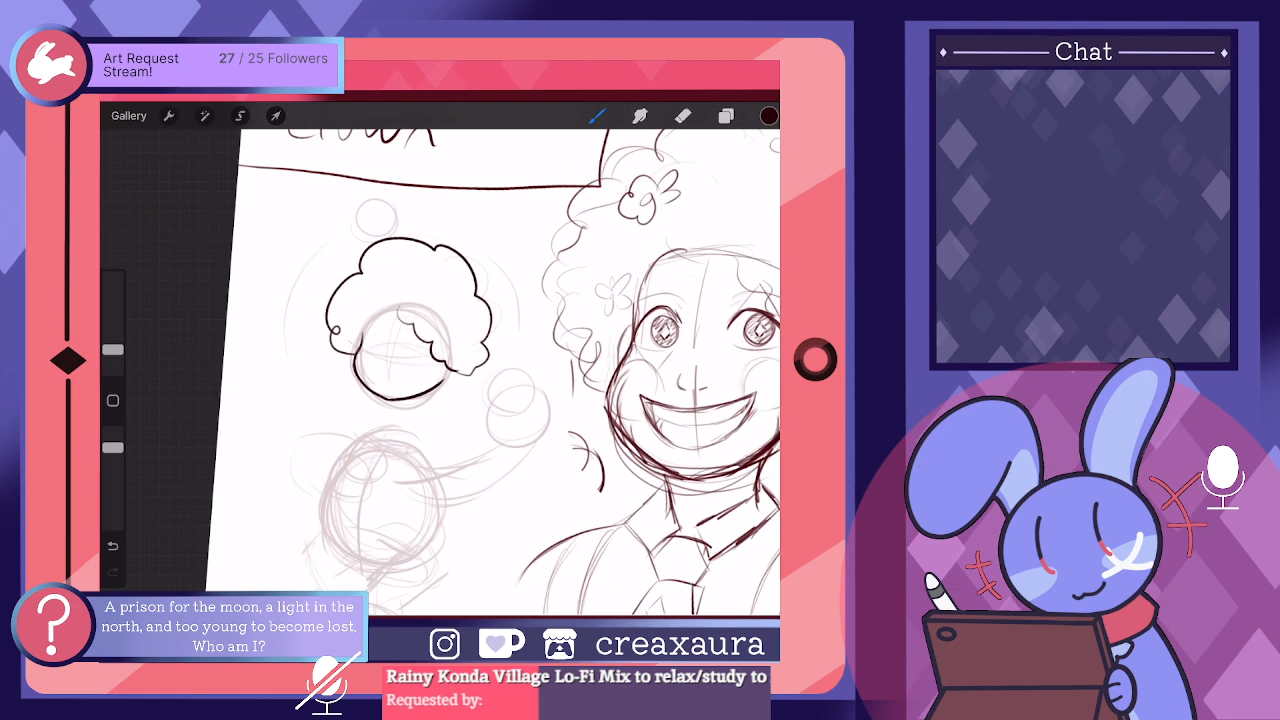 Art Request
Stream!
27 / 25 Followers
Chat
Gallery
A prison for the moon, a light in the
north, and too young to become lost.
Who am I?
creaxaura
Rainy Konda Village Lo-Fi Mix to relax/study to
Requested by: